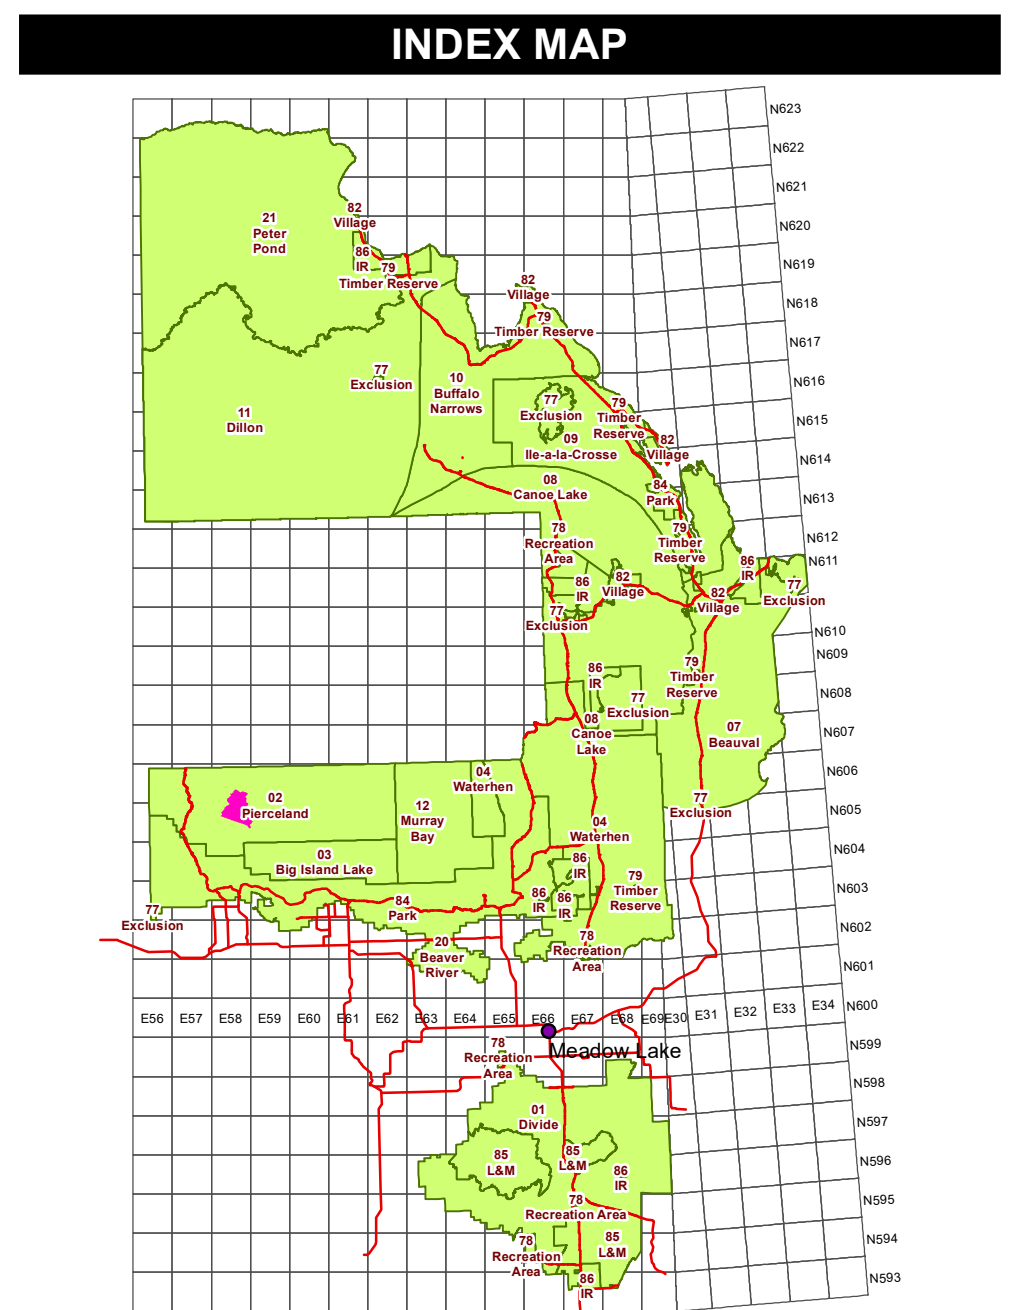 INDEX MAP
N623
N622
N621
N620
N619
N618
N617
N616
N615
N614
N613
N612
N611
N610
N609
N608
N607
N606
N605
N604
N603
N602
N601
N600
N599
N598
N597
N596
N595
N594
N593
21
Peter
Pond
82
Village
86
IR
79
Timber Reserve
82
Village
79
Timber Reserve
77
Exclusion
10
Buffalo
Narrows
11
Dillon
77
Exclusion
79
Timber
Reserve
09
Ile-a-la-Crosse
82
Village
08
Canoe Lake
84
Park
78
Recreation
Area
79
Timber
Reserve
86
IR
82
Village
86
IR
77
Exclusion
82
Village
77
Exclusion
86
IR
79
Timber
Reserve
77
Exclusion
08
Canoe
Lake
07
Beauval
04
Waterhen
02
Pierceland
12
Murray
Bay
77
Exclusion
04
Waterhen
03
Big Island Lake
86
IR
79
Timber
Reserve
86
IR
86
IR
84
Park
77
Exclusion
20
Beaver
River
78
Recreation
Area
E56 E57 E58 E59 E60 E61 E62 E63 E64 E65 E66 E67 E68 E69 E30 E31 E32 E33 E34
Meadow Lake
78
Recreation
Area
01
Divide
85
L&M
85
L&M
86
IR
78
Recreation Area
78
Recreation
Area
85
L&M
86
IR